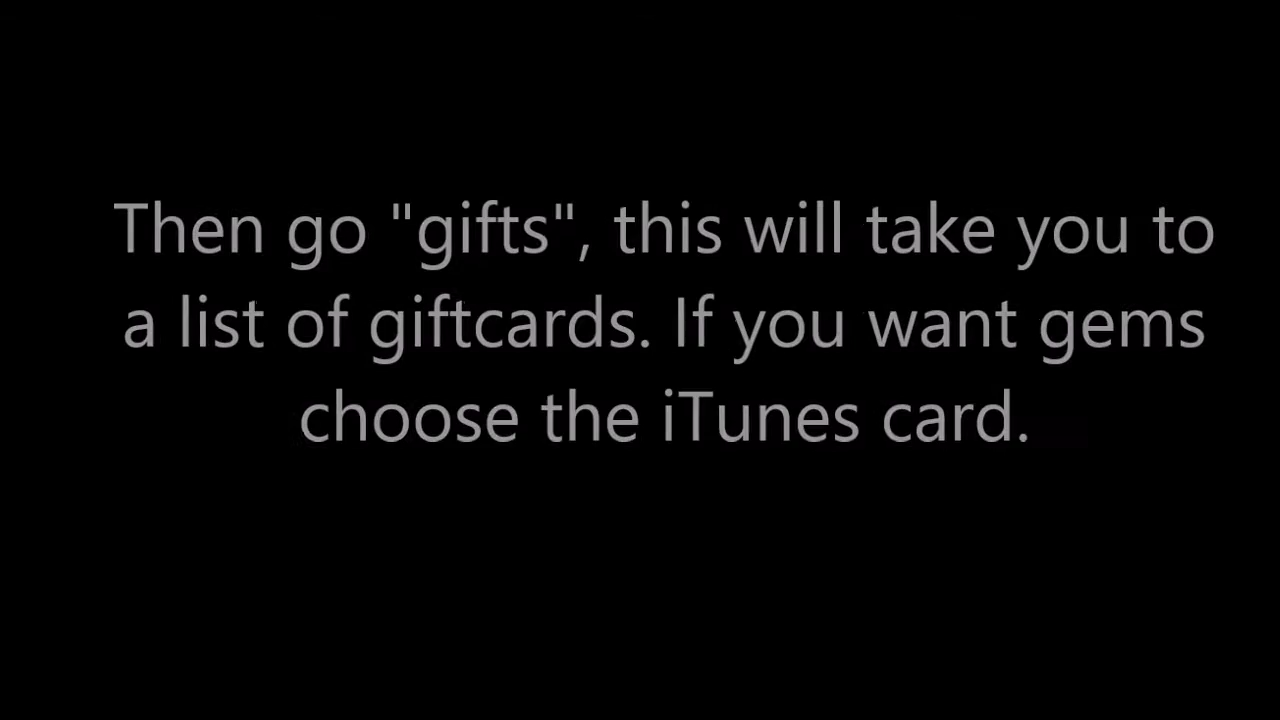 Then go "gifts", this will take you to
a list of giftcards. If you want gems
choose the iTunes card.